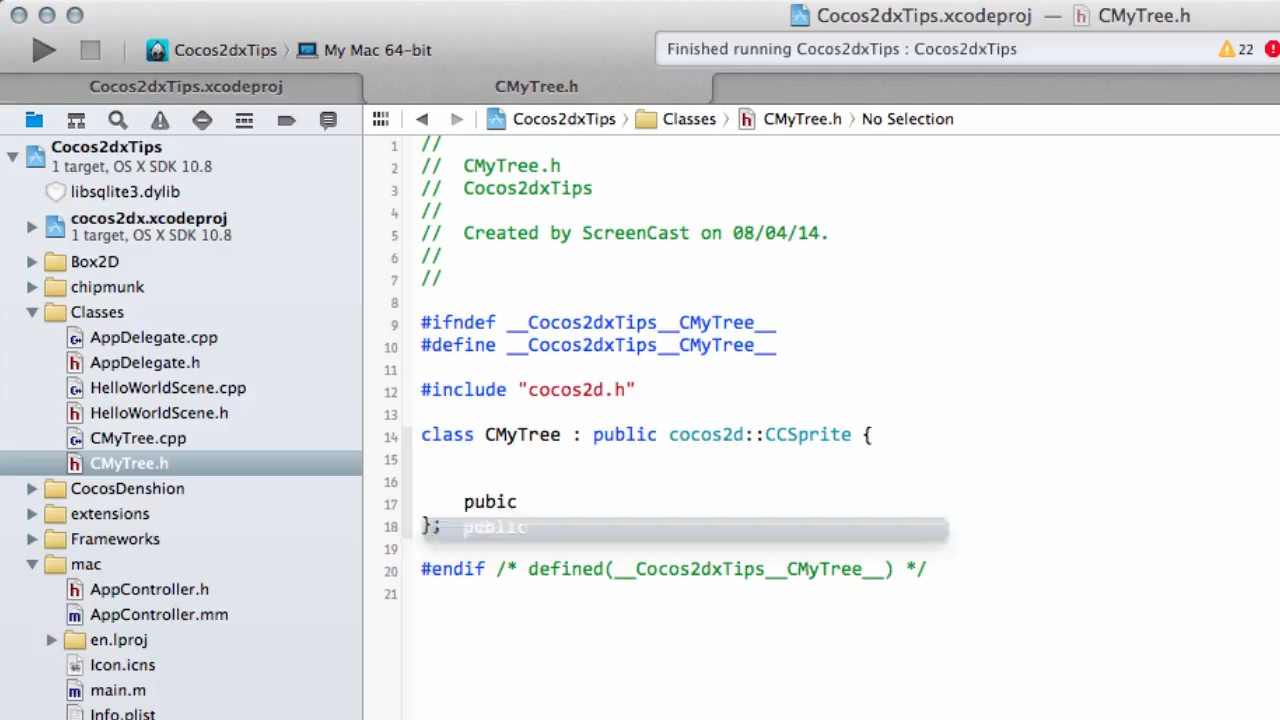 Cocos2dxTips.xcodeproj — CMyTree.h
Cocos2dxTips 〉 My Mac 64-bit
Finished running Cocos2dxTips : Cocos2dxTips
22
Cocos2dxTips.xcodeproj
CMyTree.h
Cocos2dxTips 〉 Classes 〉 CMyTree.h 〉 No Selection
Cocos2dxTips
1 target, OS X SDK 10.8
libsqlite3.dylib
cocos2dx.xcodeproj
1 target, OS X SDK 10.8
Box2D
chipmunk
Classes
AppDelegate.cpp
AppDelegate.h
HelloWorldScene.cpp
HelloWorldScene.h
CMyTree.cpp
CMyTree.h
CocosDenshion
extensions
Frameworks
mac
AppController.h
AppController.mm
en.lproj
Icon.icns
main.m
Info.plist
1 //
2 //  CMyTree.h
3 //  Cocos2dxTips
4 //
5 //  Created by ScreenCast on 08/04/14.
6 //
7 //
8
9 #ifndef __Cocos2dxTips__CMyTree__
10 #define __Cocos2dxTips__CMyTree__
11
12 #include "cocos2d.h"
13
14 class CMyTree : public cocos2d::CCSprite {
15
16
17     pubic
18 };
public
19
20 #endif /* defined(__Cocos2dxTips__CMyTree__) */
21